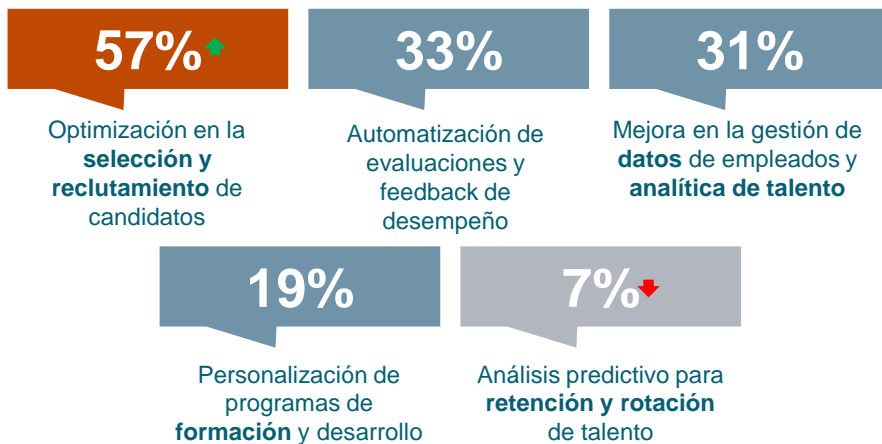 57%
33%
31%
Optimización en la
selección y
reclutamiento de
candidatos
Automatización de
evaluaciones y
feedback de
desempeño
Mejora en la gestión de
datos de empleados y
analítica de talento
19%
7%
Personalización de
programas de
formación y desarrollo
Análisis predictivo para
retención y rotación
de talento